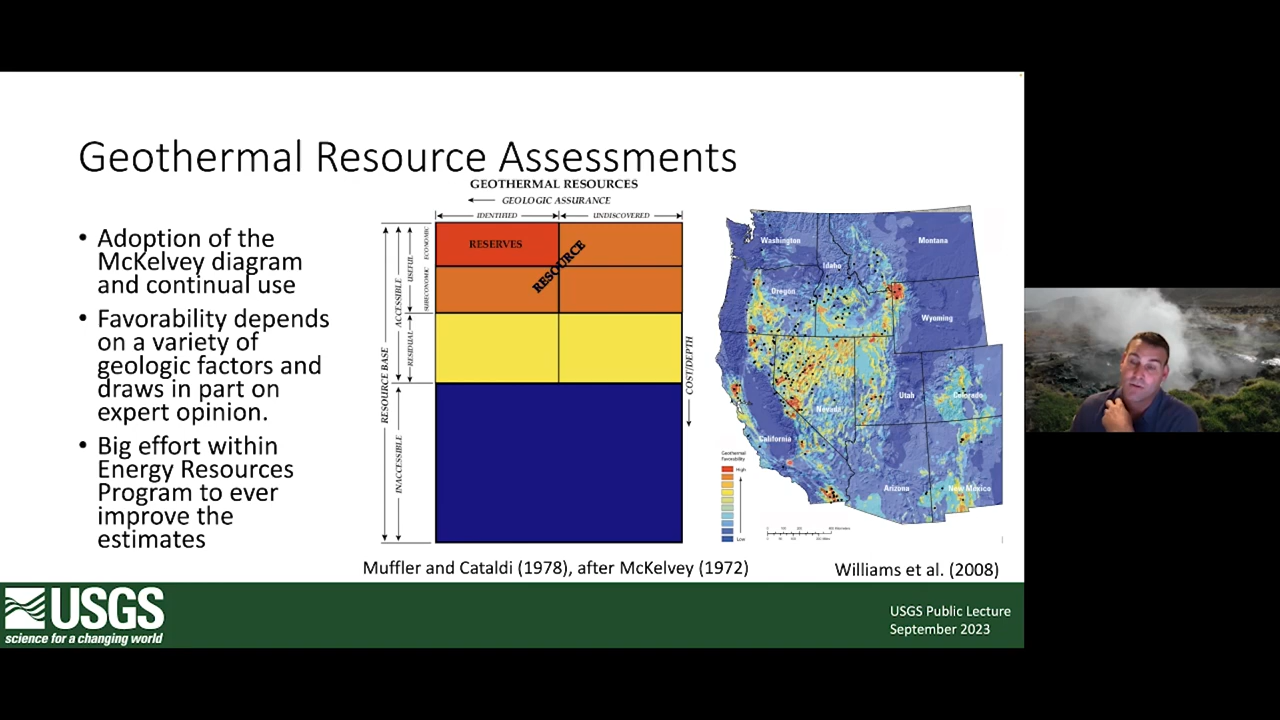 Geothermal Resource Assessments
• Adoption of the
McKelvey diagram
and continual use
• Favorability depends
on a variety of
geologic factors and
draws in part on
expert opinion.
• Big effort within
Energy Resources
Program to ever
improve the
estimates
GEOTHERMAL RESOURCES
GEOLOGIC ASSURANCE
IDENTIFIED
UNDISCOVERED
RESERVES
RESOURCE
ECONOMIC
SUBECONOMIC
USEFUL
RESIDUAL
ACCESSIBLE
INACCESSIBLE
RESOURCE BASE
COST/DEPTH
Muffler and Cataldi (1978), after McKelvey (1972)
Washington
Montana
Idaho
Oregon
Wyoming
Nevada
Utah
Colorado
California
Arizona
New Mexico
Geothermal
Favorability
High
Low
Williams et al. (2008)
USGS
science for a changing world
USGS Public Lecture
September 2023